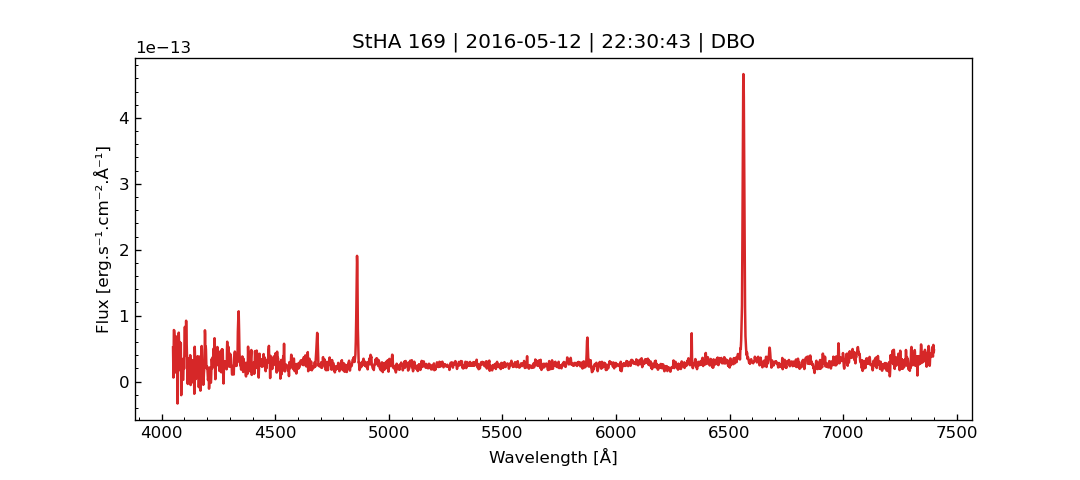 StHA 169 | 2016-05-12 | 22:30:43 | DBO
1e−13
Flux [erg.s⁻¹.cm⁻².Å⁻¹]
4
3
2
1
0
4000 4500 5000 5500 6000 6500 7000 7500
Wavelength [Å]